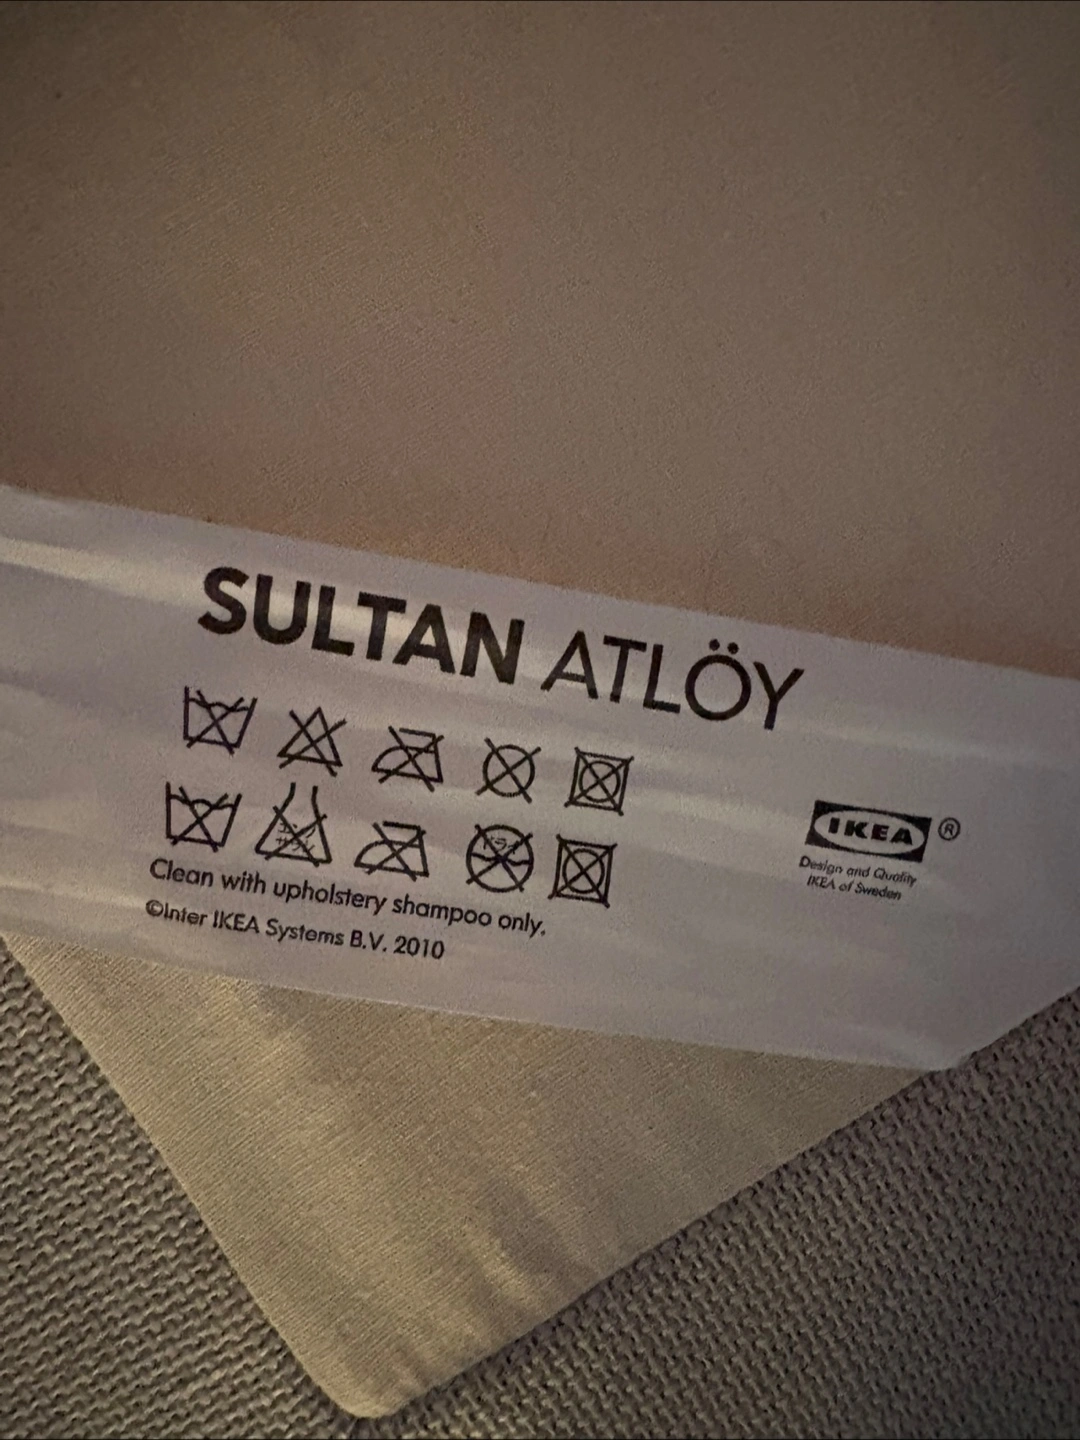 SULTAN ATLÖY
Clean with upholstery shampoo only.
©Inter IKEA Systems B.V. 2010
IKEA ®
Design and Quality
IKEA of Sweden